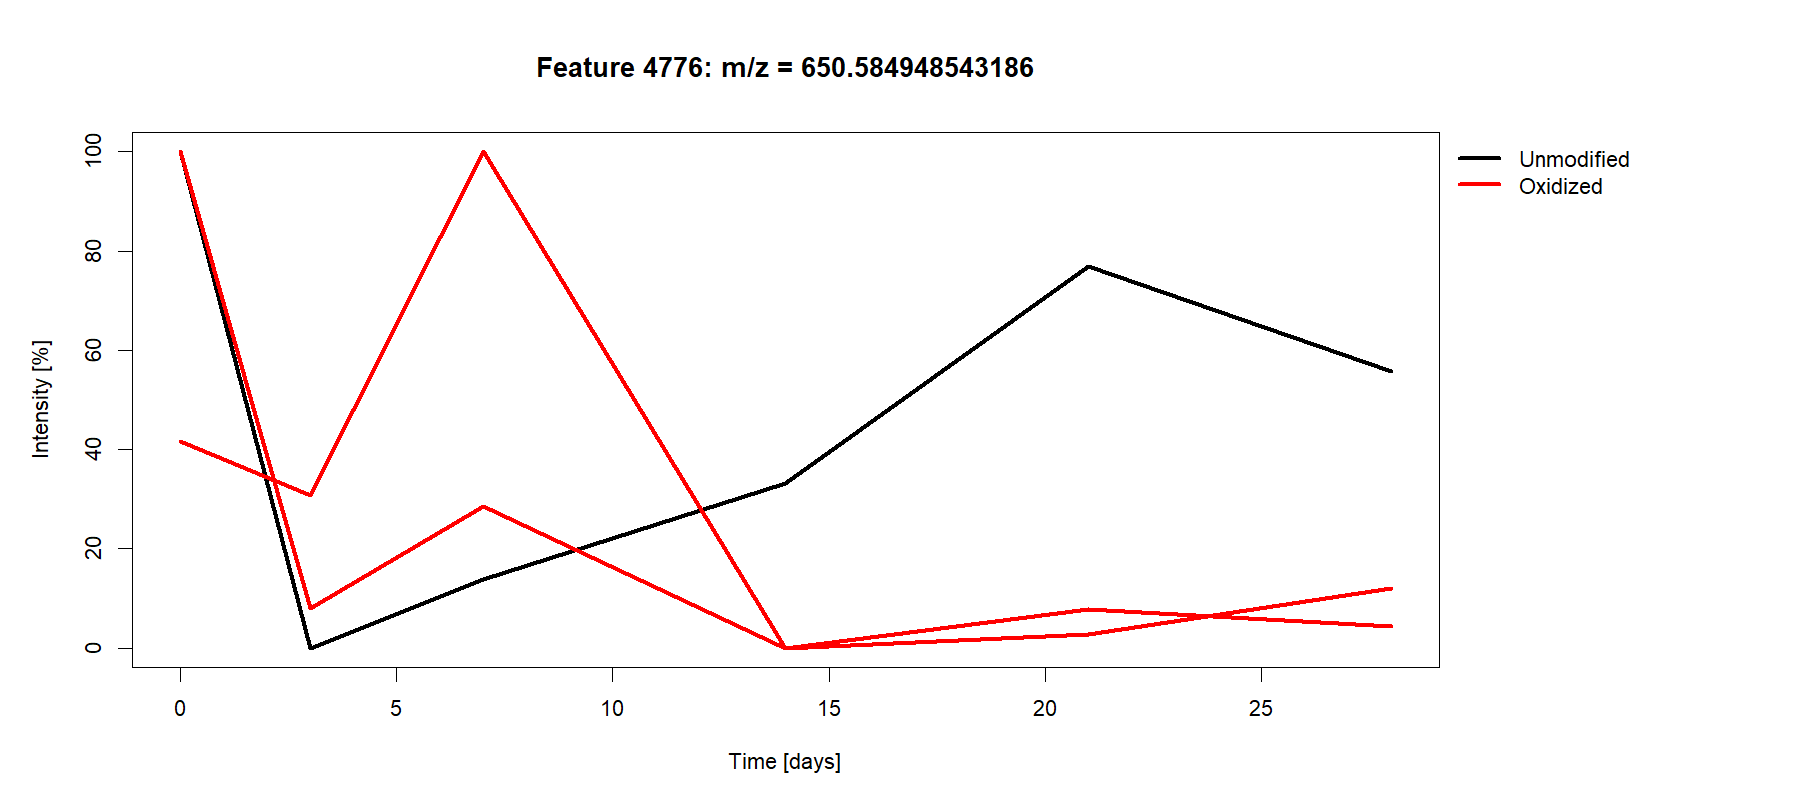 Feature 4776: m/z = 650.584948543186
Unmodified
Oxidized
Intensity [%]
100
80
60
40
20
0
0 5 10 15 20 25
Time [days]